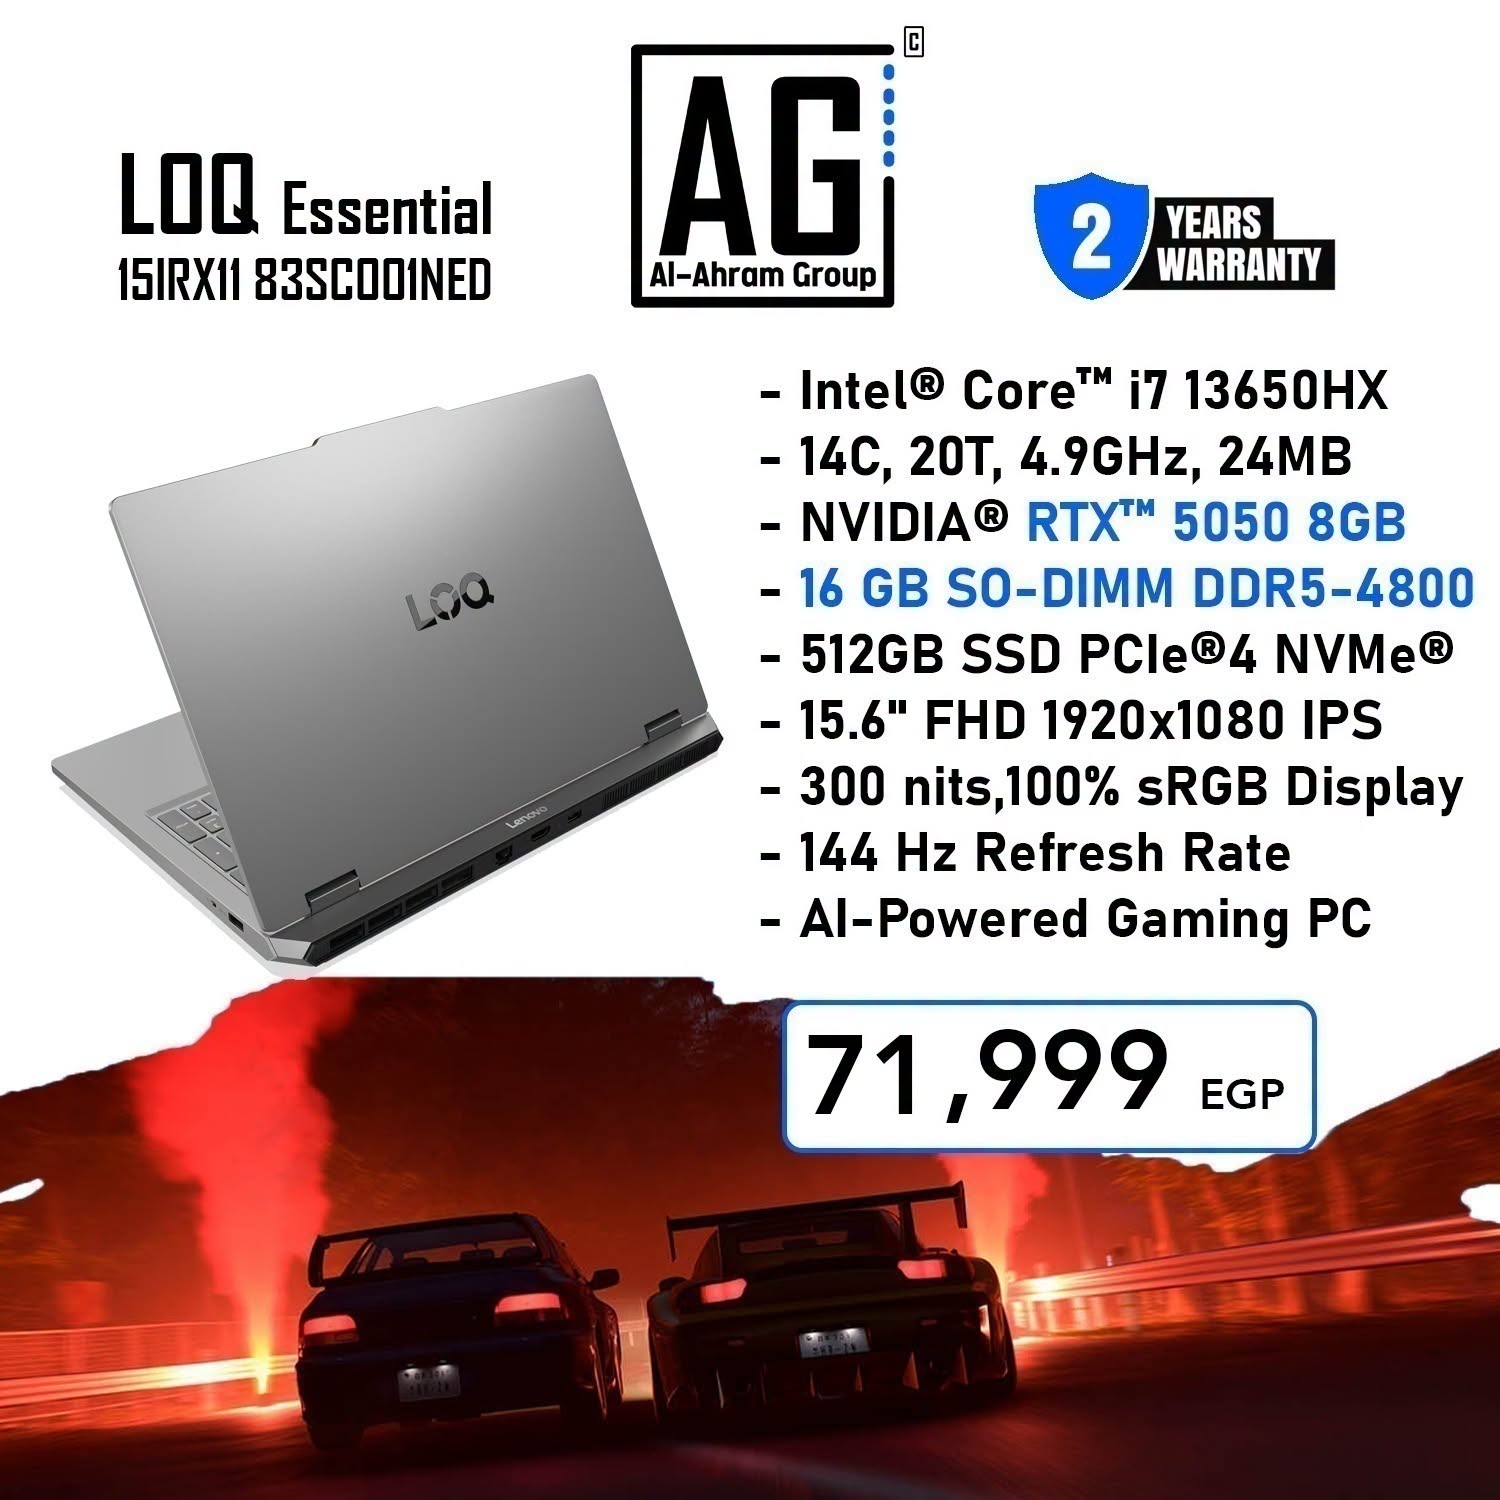 C
AG
Al-Ahram Group
LOQ Essential
15IRX11 83SC001NED
2 YEARS
WARRANTY
- Intel® Core™ i7 13650HX
- 14C, 20T, 4.9GHz, 24MB
- NVIDIA® RTX™ 5050 8GB
- 16 GB SO-DIMM DDR5-4800
- 512GB SSD PCIe®4 NVMe®
- 15.6" FHD 1920x1080 IPS
- 300 nits,100% sRGB Display
- 144 Hz Refresh Rate
- AI-Powered Gaming PC
LOQ
Lenovo
71,999 EGP